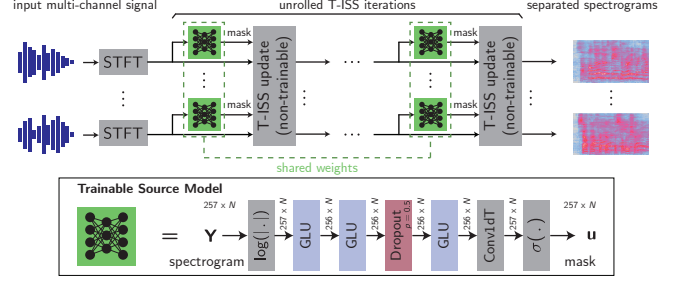 input multi-channel signal
unrolled T-ISS iterations
separated spectrograms
mask
mask
STFT
T-ISS update
(non-trainable)
. . .
T-ISS update
(non-trainable)
mask
mask
STFT
. . .
shared weights
Trainable Source Model
257 × N
257 × N
256 × N
256 × N
256 × N
256 × N
257 × N
257 × N
= Y
log(| . |)
GLU
GLU
Dropout
p = 0.5
GLU
Conv1dT
σ( . )
u
spectrogram
mask